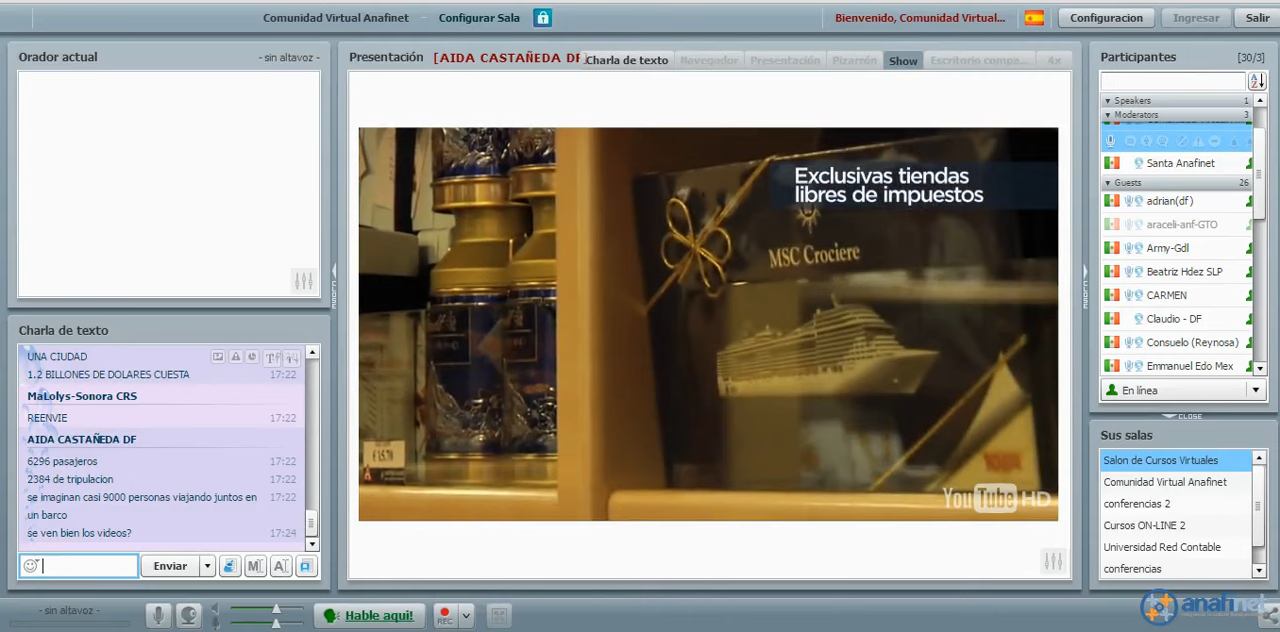 Comunidad Virtual Anafinet
Configurar Sala
Bienvenido, Comunidad Virtual...
Configuracion
Ingresar
Salir
Orador actual
- sin altavoz -
Presentación
[AIDA CASTAÑEDA DF
Charla de texto
Navegador
Presentación
Pizarrón
Show
Escritorio compa...
4x
Exclusivas tiendas
libres de impuestos
MSC Crociere
YouTube HD
Charla de texto
UNA CIUDAD
1.2 BILLONES DE DOLARES CUESTA 17:22
MaLolys-Sonora CRS
REENVIE 17:22
AIDA CASTAÑEDA DF
6296 pasajeros 17:22
2384 de tripulacion 17:22
se imaginan casi 9000 personas viajando juntos en 17:22
un barco
se ven bien los videos? 17:24
Enviar
- sin altavoz -
Hable aqui!
REC
Participantes [30/3]
Speakers 1
Moderators 3
Santa Anafinet
Guests 26
adrian(df)
araceli-anf-GTO
Army-Gdl
Beatriz Hdez SLP
CARMEN
Claudio - DF
Consuelo (Reynosa)
Emmanuel Edo Mex
En línea
CLOSE
Sus salas
Salon de Cursos Virtuales
Comunidad Virtual Anafinet
conferencias 2
Cursos ON-LINE 2
Universidad Red Contable
conferencias
anafinet